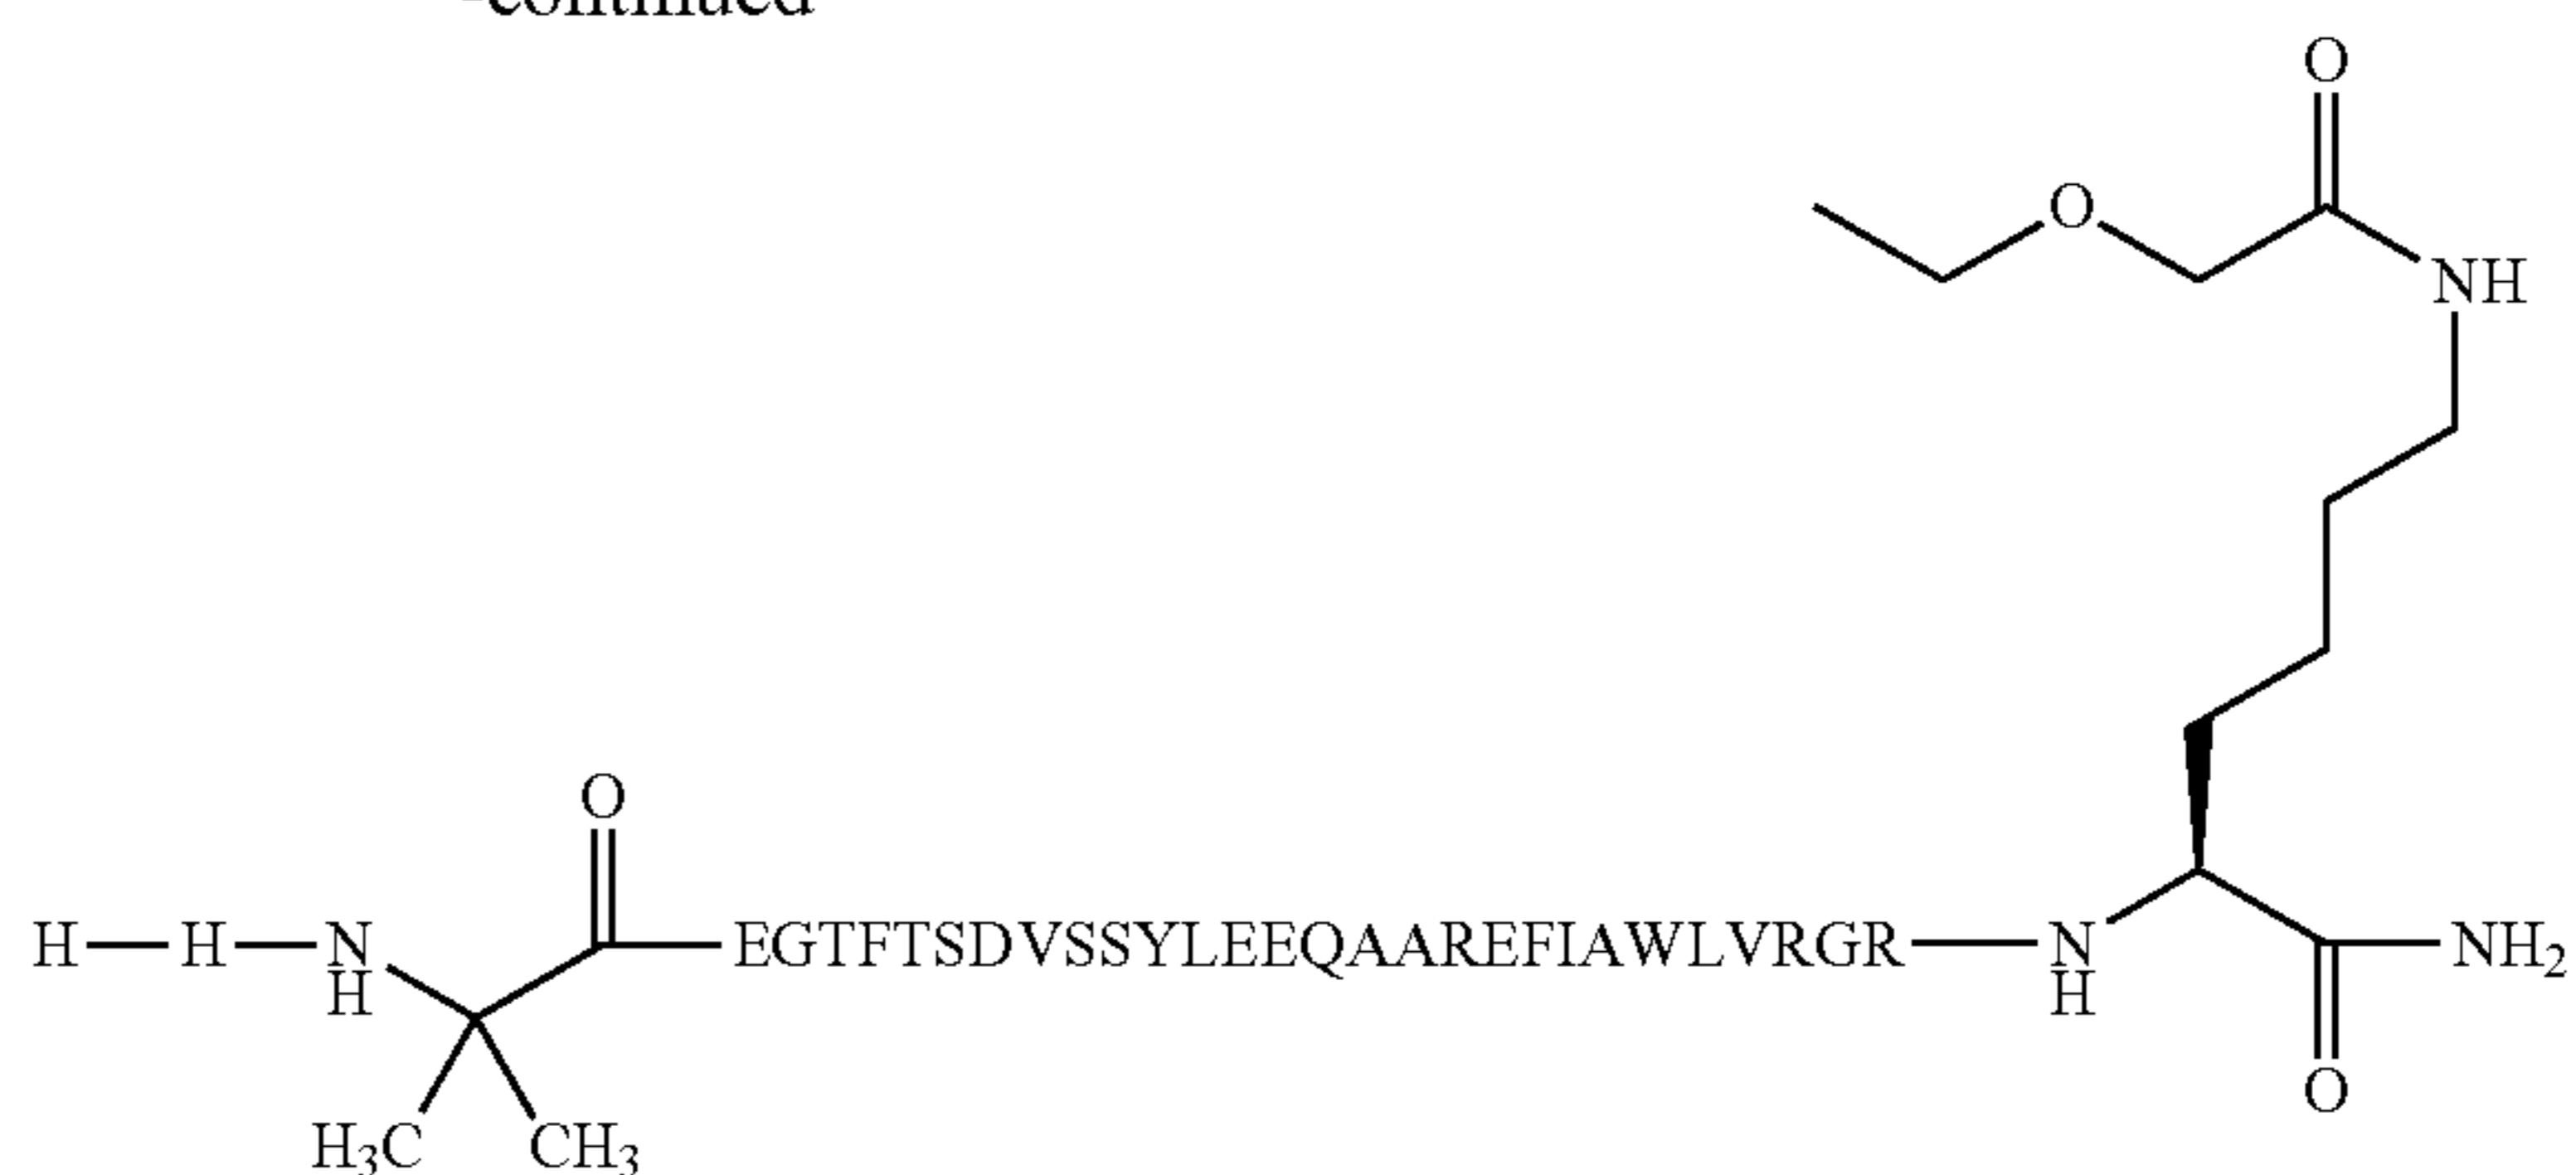 -continued
O
O
NH
O
H H N
H EGTFTSDVSSYLEEQAAREFIAWLVRGR N
H NH2
H3C CH3
O